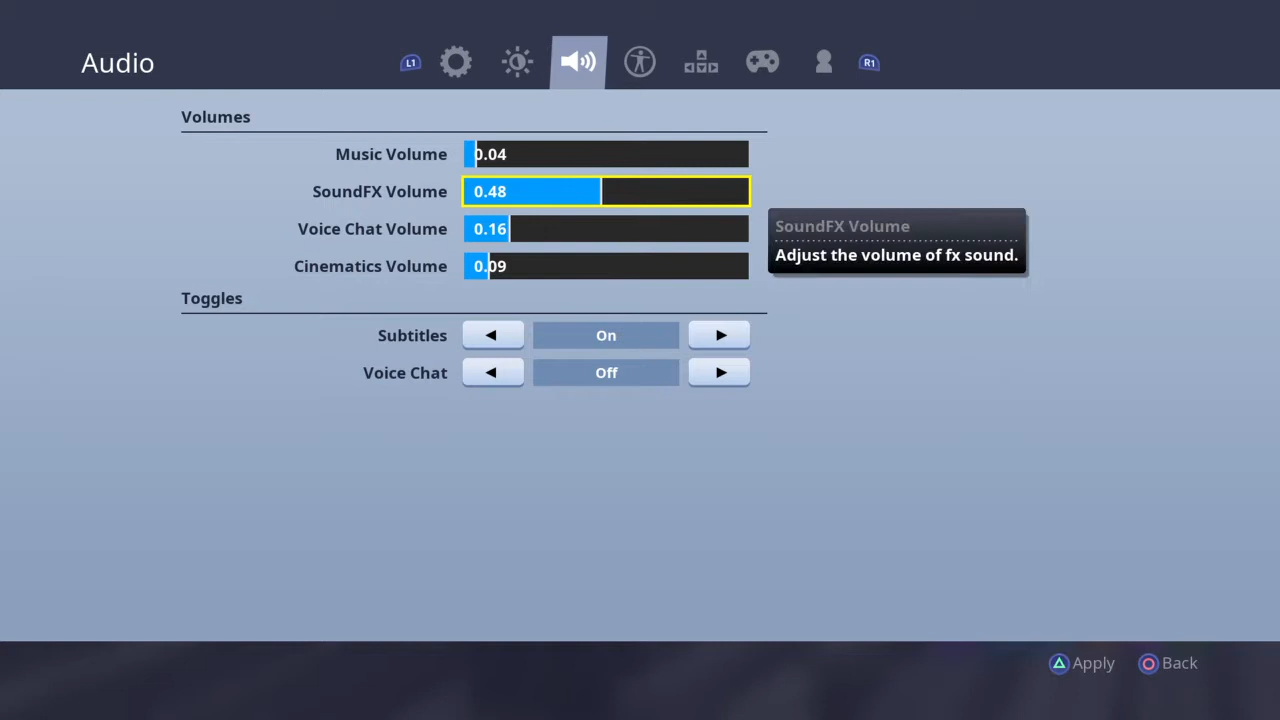 Audio
L1
R1
Volumes
Music Volume 0.04
SoundFX Volume 0.48
Voice Chat Volume 0.16
Cinematics Volume 0.09
SoundFX Volume
Adjust the volume of fx sound.
Toggles
Subtitles On
Voice Chat Off
Apply Back